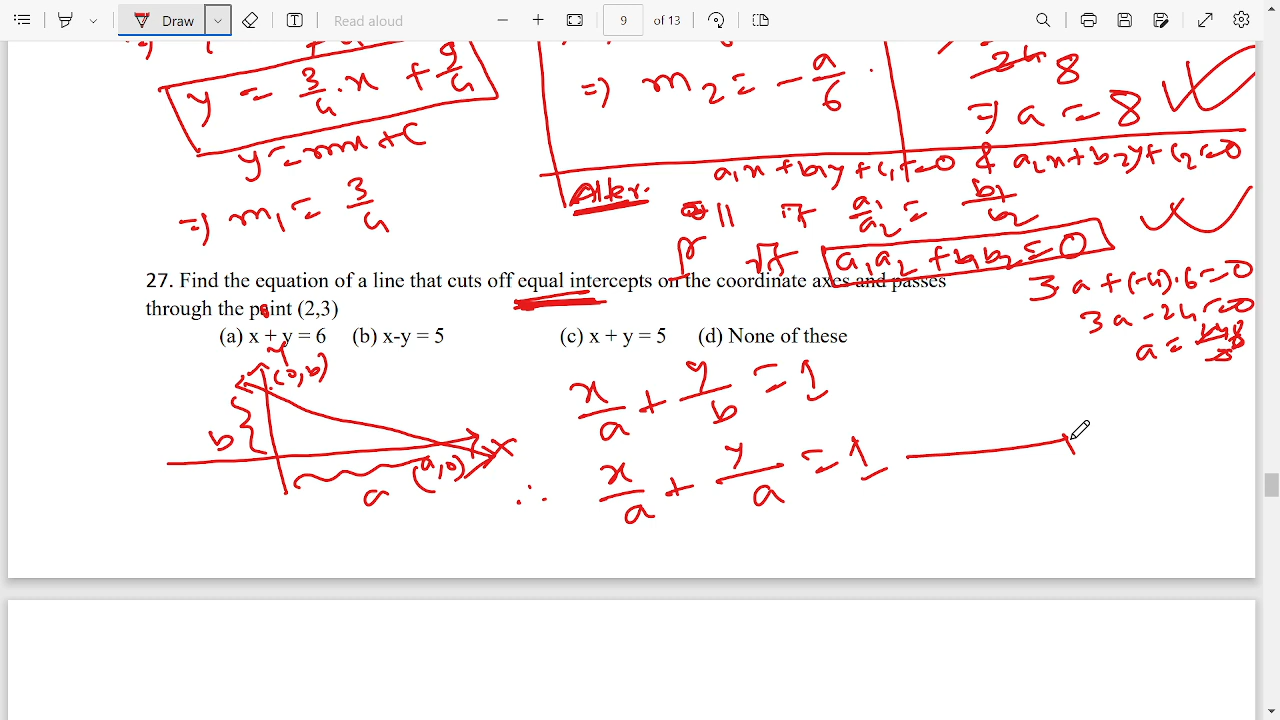 Draw
Read aloud
9 of 13
y = 3/4 . x + 9/4
y = mx + c
=) m1 = 3/4
=) m2 = - a/6 .
24 8
=) a = 8
Alter. a1x + b1y + c1 = 0 & a2x + b2y + c2 = 0
|| if a1/a2 = b1/b2
a1a2 + b1b2 = 0
3a + (-4).6 = 0
3a - 24 = 0
a =
27. Find the equation of a line that cuts off equal intercepts on the coordinate axes and passes
through the point (2,3)
(a) x + y = 6 (b) x-y = 5 (c) x + y = 5 (d) None of these
y
(0,b)
b
x
(a,0)
a
x/a + y/b = 1
∴ x/a + y/a = 1